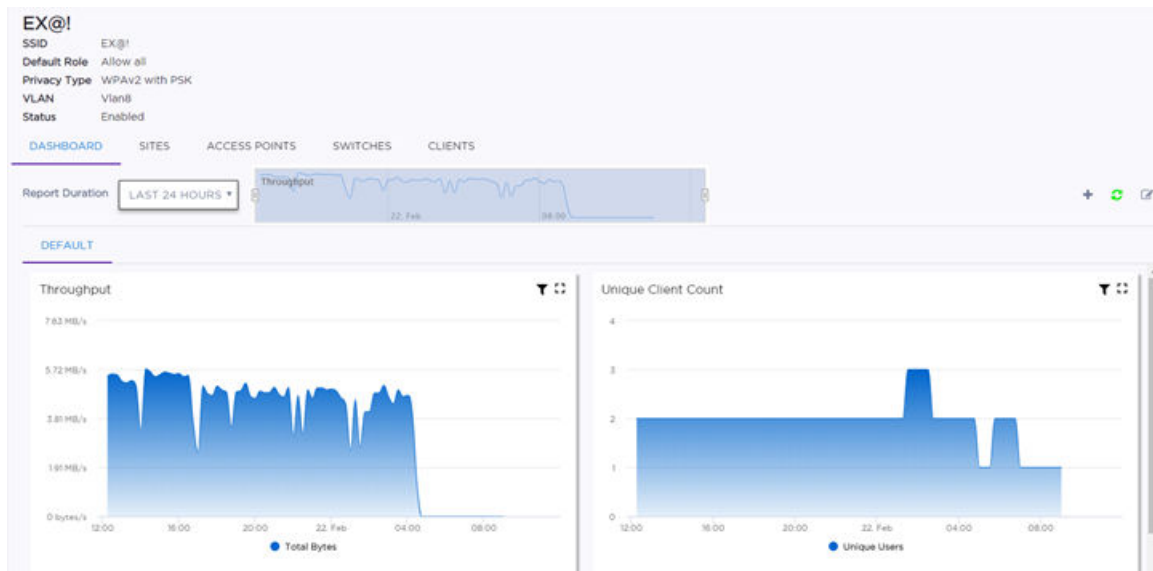 EX@!
SSID EX@!
Default Role Allow all
Privacy Type WPAv2 with PSK
VLAN Vlan8
Status Enabled
DASHBOARD SITES ACCESS POINTS SWITCHES CLIENTS
Report Duration LAST 24 HOURS
Throughput
22. Feb 08:00
DEFAULT
Throughput
7.63 MB/s
5.72 MB/s
3.81 MB/s
1.91 MB/s
0 bytes/s
12:00 16:00 20:00 22. Feb 04:00 08:00
Total Bytes
Unique Client Count
4
3
2
1
0
12:00 16:00 20:00 22. Feb 04:00 08:00
Unique Users